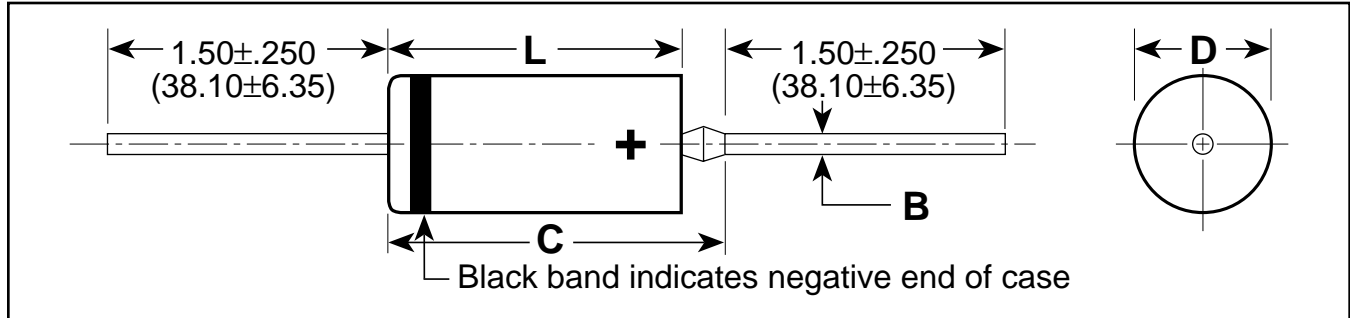 1.50±.250
(38.10±6.35)
L
1.50±.250
(38.10±6.35)
D
+
B
C
Black band indicates negative end of case